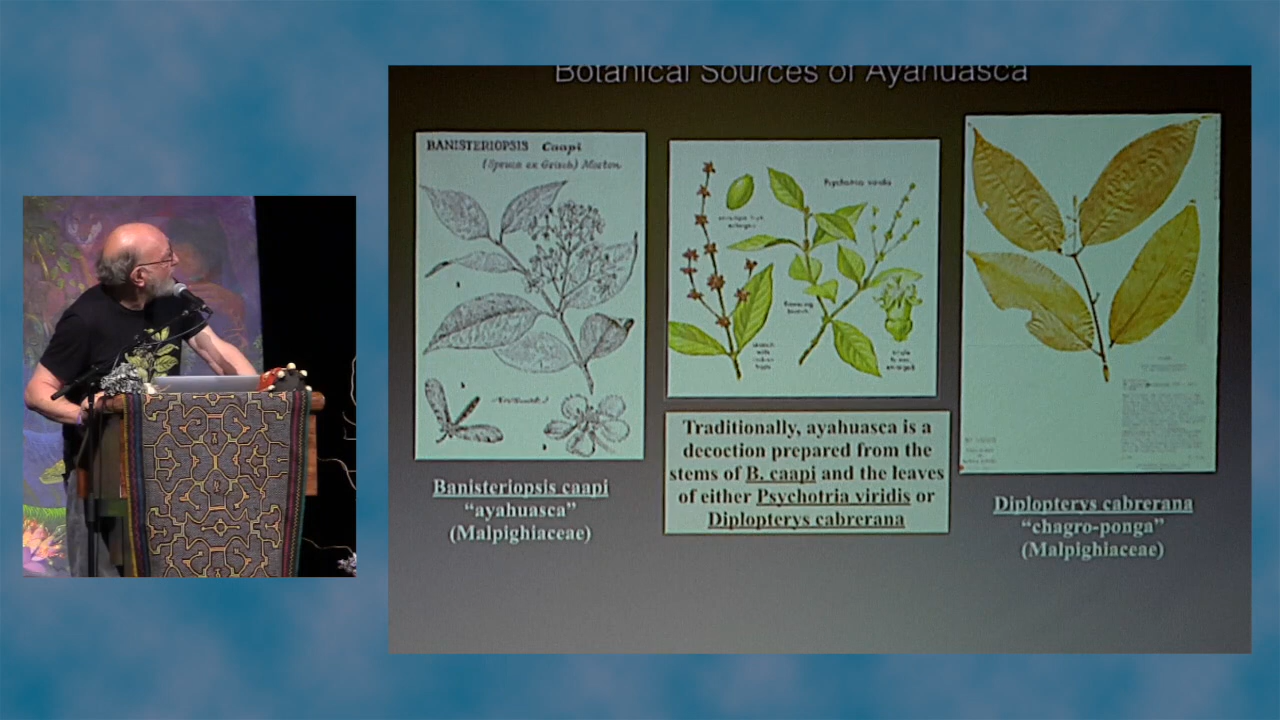 Botanical Sources of Ayahuasca
BANISTERIOPSIS Caapi
(Spruce ex Griseb) Morton
Psychotria viridis
Traditionally, ayahuasca is a
decoction prepared from the
stems of B. caapi and the leaves
of either Psychotria viridis or
Diplopterys cabrerana
Banisteriopsis caapi
“ayahuasca”
(Malpighiaceae)
Diplopterys cabrerana
“chagro-ponga”
(Malpighiaceae)